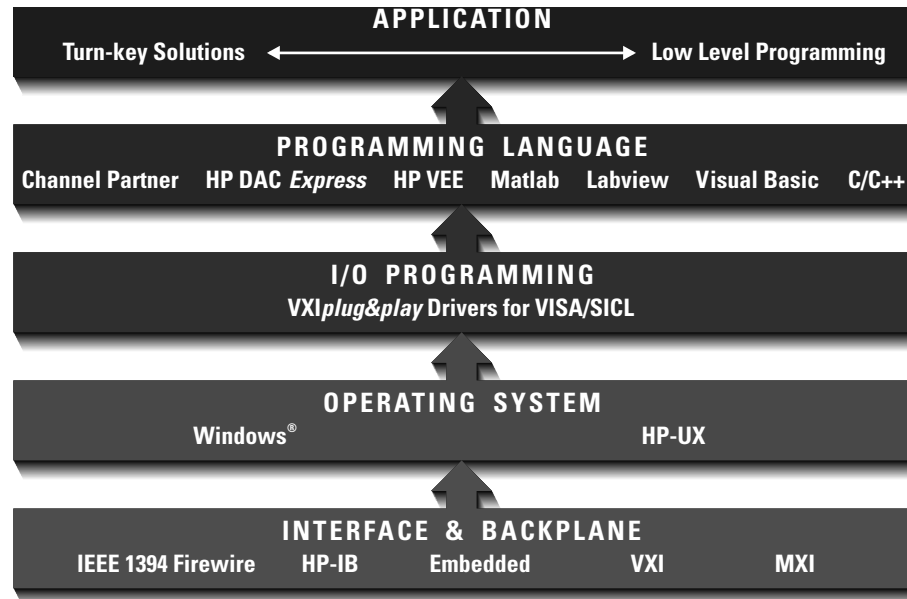 APPLICATION
Turn-key Solutions Low Level Programming
PROGRAMMING LANGUAGE
Channel Partner HP DAC Express HP VEE Matlab Labview Visual Basic C/C++
I/O PROGRAMMING
VXIplug&play Drivers for VISA/SICL
OPERATING SYSTEM
Windows® HP-UX
INTERFACE & BACKPLANE
IEEE 1394 Firewire HP-IB Embedded VXI MXI